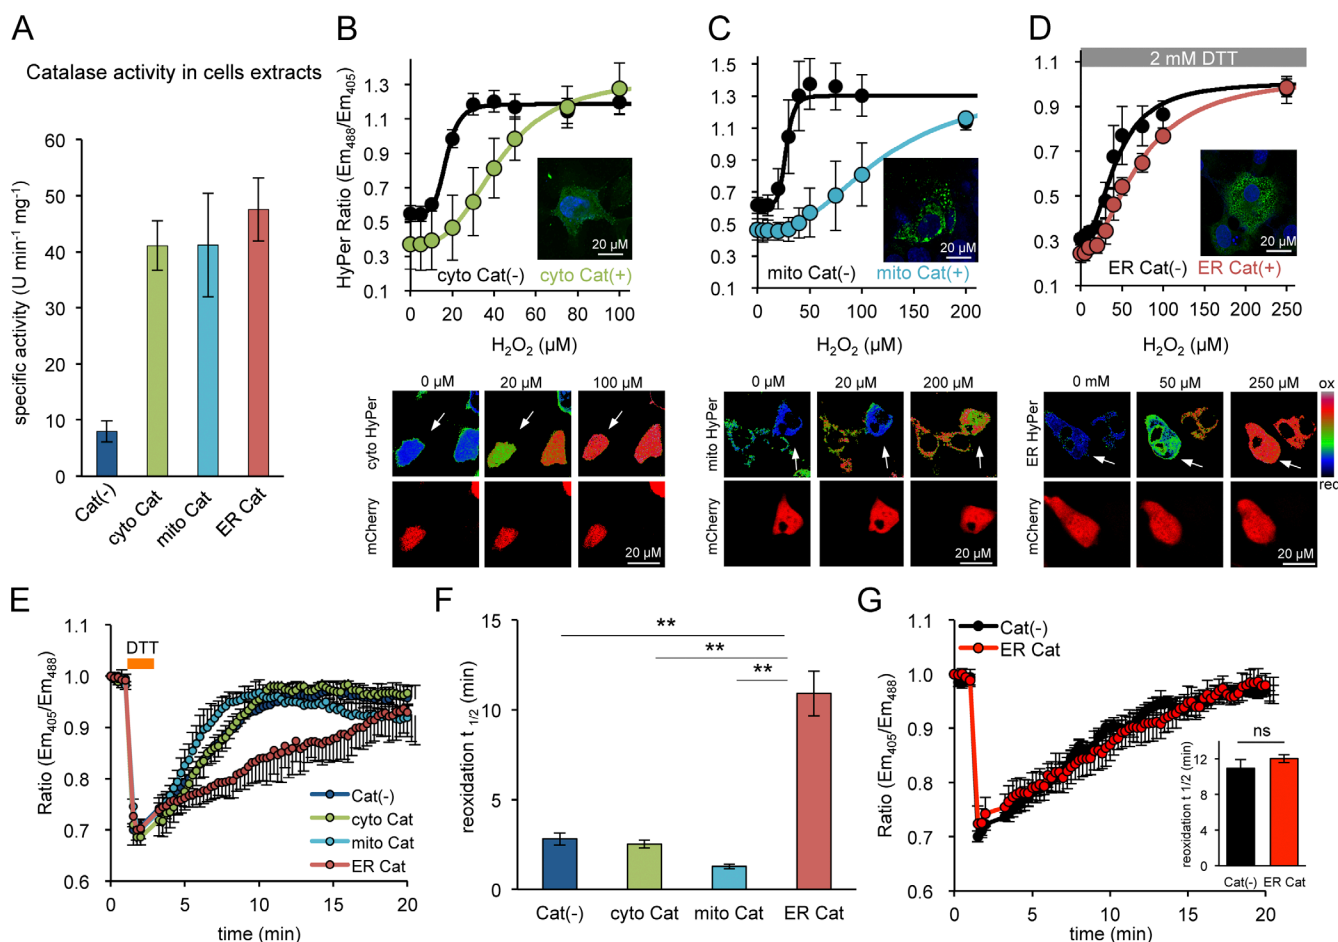 A
Catalase activity in cells extracts
specific activity (U min⁻¹ mg⁻¹)
80
70
60
50
40
30
20
10
0
Cat(-)
cyto Cat
mito Cat
ER Cat
B
HyPer Ratio (Em488/Em405)
1.5
1.3
1.1
0.9
0.7
0.5
0.3
0.1
20 µM
cyto Cat(-) cyto Cat(+)
0 20 40 60 80 100
H₂O₂ (µM)
0 µM 20 µM 100 µM
cyto HyPer
mCherry
20 µM
C
1.5
1.3
1.1
0.9
0.7
0.5
0.3
0.1
20 µM
mito Cat(-) mito Cat(+)
0 50 100 150 200
H₂O₂ (µM)
0 µM 20 µM 200 µM
mito HyPer
mCherry
20 µM
D
2 mM DTT
1.1
0.9
0.7
0.5
0.3
0.1
20 µM
ER Cat(-) ER Cat(+)
0 50 100 150 200 250
H₂O₂ (µM)
0 mM 50 µM 250 µM
ox
red
ER HyPer
mCherry
20 µM
E
Ratio (Em405/Em488)
1.1
1.0
0.9
0.8
0.7
0.6
DTT
Cat(-)
cyto Cat
mito Cat
ER Cat
0 5 10 15 20
time (min)
F
reoxidation t 1/2 (min)
15
10
5
0
**
**
**
Cat(-) cyto Cat mito Cat ER Cat
G
Ratio (Em405/Em488)
1.1
1.0
0.9
0.8
0.7
0.6
Cat(-)
ER Cat
ns
reoxidation t 1/2 (min)
12
8
4
0
Cat(-) ER Cat
0 5 10 15 20
time (min)